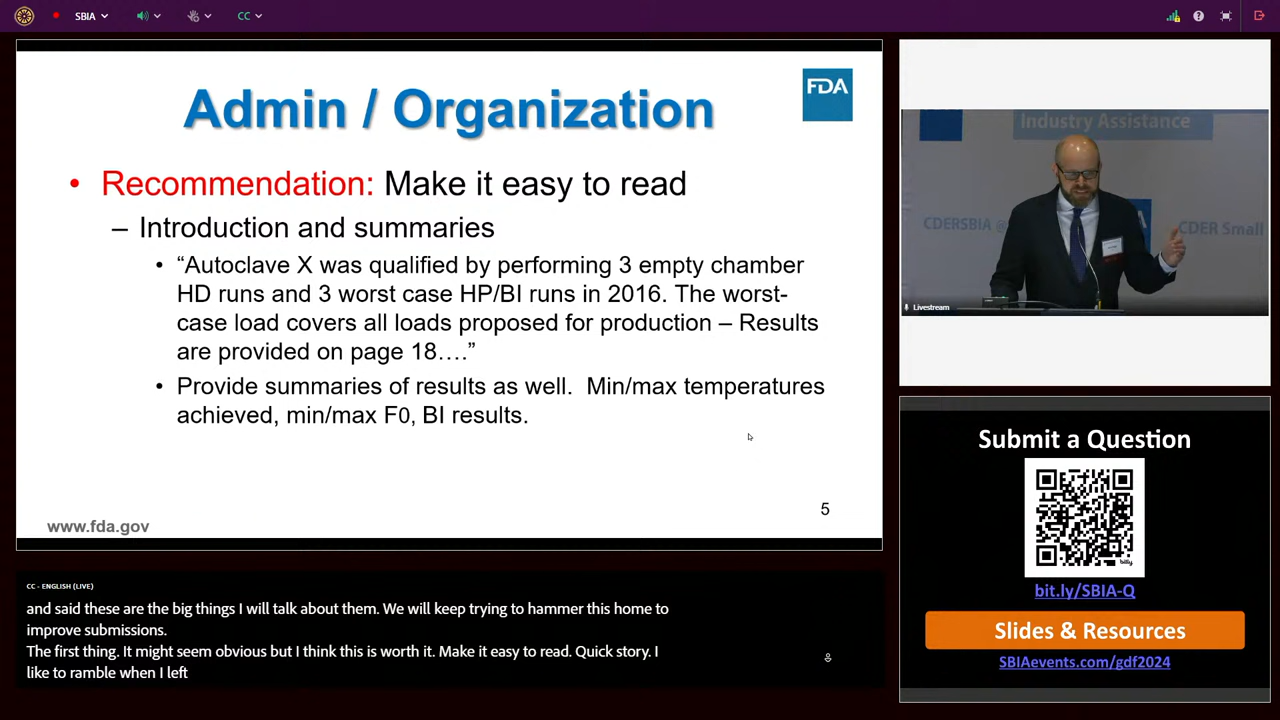 SBIA
CC
Admin / Organization
FDA
• Recommendation: Make it easy to read
– Introduction and summaries
• “Autoclave X was qualified by performing 3 empty chamber
HD runs and 3 worst case HP/BI runs in 2016. The worst-
case load covers all loads proposed for production – Results
are provided on page 18….”
• Provide summaries of results as well.  Min/max temperatures
achieved, min/max F0, BI results.
5
www.fda.gov
Industry Assistance
CDERSBIA @
CDER Small
Livestream
Submit a Question
bitly
bit.ly/SBIA-Q
Slides & Resources
SBIAevents.com/gdf2024
CC - ENGLISH (LIVE)
and said these are the big things I will talk about them. We will keep trying to hammer this home to
improve submissions.
The first thing. It might seem obvious but I think this is worth it. Make it easy to read. Quick story. I
like to ramble when I left